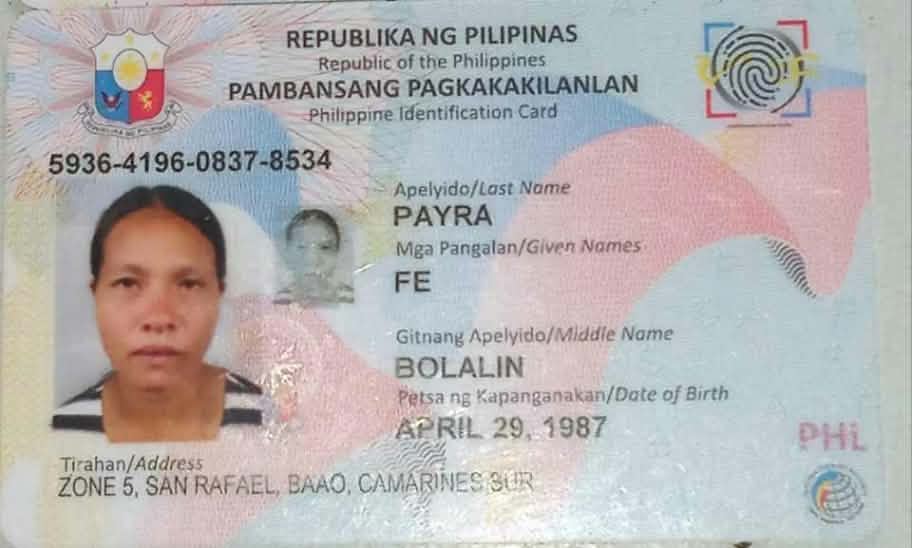 REPUBLIKA NG PILIPINAS
Republic of the Philippines
PAMBANSANG PAGKAKAKILANLAN
Philippine Identification Card
5936-4196-0837-8534
Apelyido/Last Name
PAYRA
Mga Pangalan/Given Names
FE
Gitnang Apelyido/Middle Name
BOLALIN
Petsa ng Kapanganakan/Date of Birth
APRIL 29, 1987
PHL
Tirahan/Address
ZONE 5, SAN RAFAEL, BAAO, CAMARINES SUR